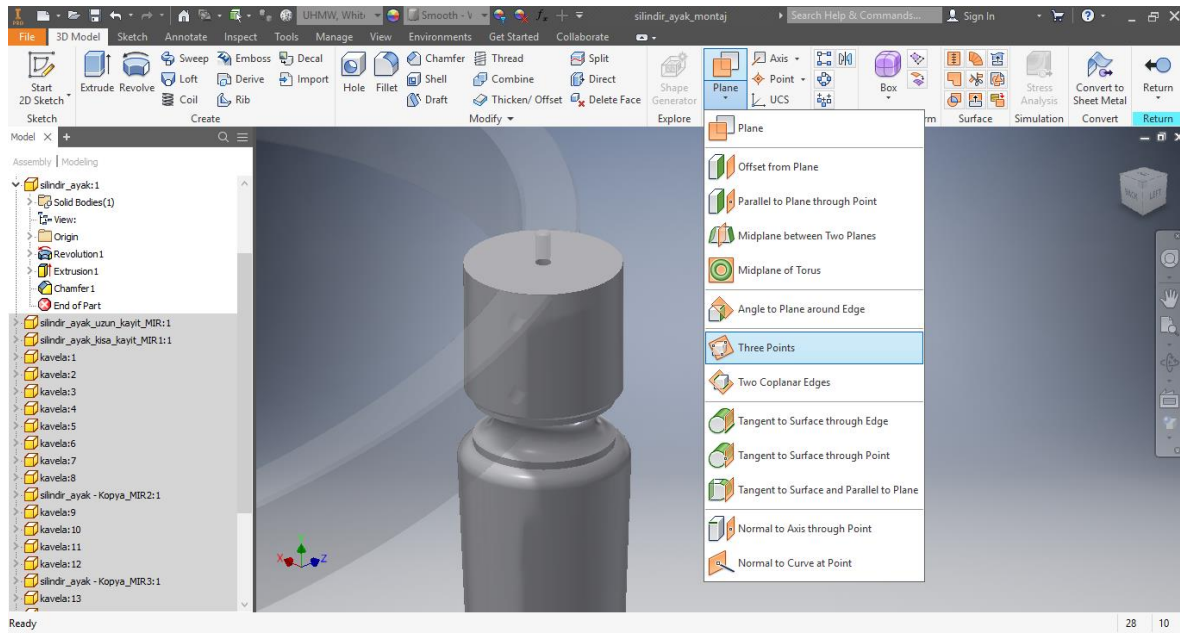 PRO
UHMW, White
Smooth - V
silindir_ayak_montaj
Search Help & Commands...
Sign In
File 3D Model Sketch Annotate Inspect Tools Manage View Environments Get Started Collaborate
Start
2D Sketch
Extrude Revolve
Sweep Emboss Decal
Loft Derive Import
Coil Rib
Hole Fillet
Chamfer Thread Split
Shell Combine Direct
Draft Thicken/ Offset Delete Face
Shape
Generator
Plane
Axis
Point
UCS
Box
Stress
Analysis
Convert to
Sheet Metal
Return
Sketch Create Modify Explore rm Surface Simulation Convert Return
Model
Assembly | Modeling
silindir_ayak:1
Solid Bodies(1)
View:
Origin
Revolution1
Extrusion1
Chamfer1
End of Part
silindir_ayak_uzun_kayit_MIR:1
silindir_ayak_kisa_kayit_MIR1:1
kavela:1
kavela:2
kavela:3
kavela:4
kavela:5
kavela:6
kavela:7
kavela:8
silindir_ayak - Kopya_MIR2:1
kavela:9
kavela:10
kavela:11
kavela:12
silindir_ayak - Kopya_MIR3:1
kavela:13
Plane
Offset from Plane
Parallel to Plane through Point
Midplane between Two Planes
Midplane of Torus
Angle to Plane around Edge
Three Points
Two Coplanar Edges
Tangent to Surface through Edge
Tangent to Surface through Point
Tangent to Surface and Parallel to Plane
Normal to Axis through Point
Normal to Curve at Point
BACK LEFT
X Z
Ready
28 10